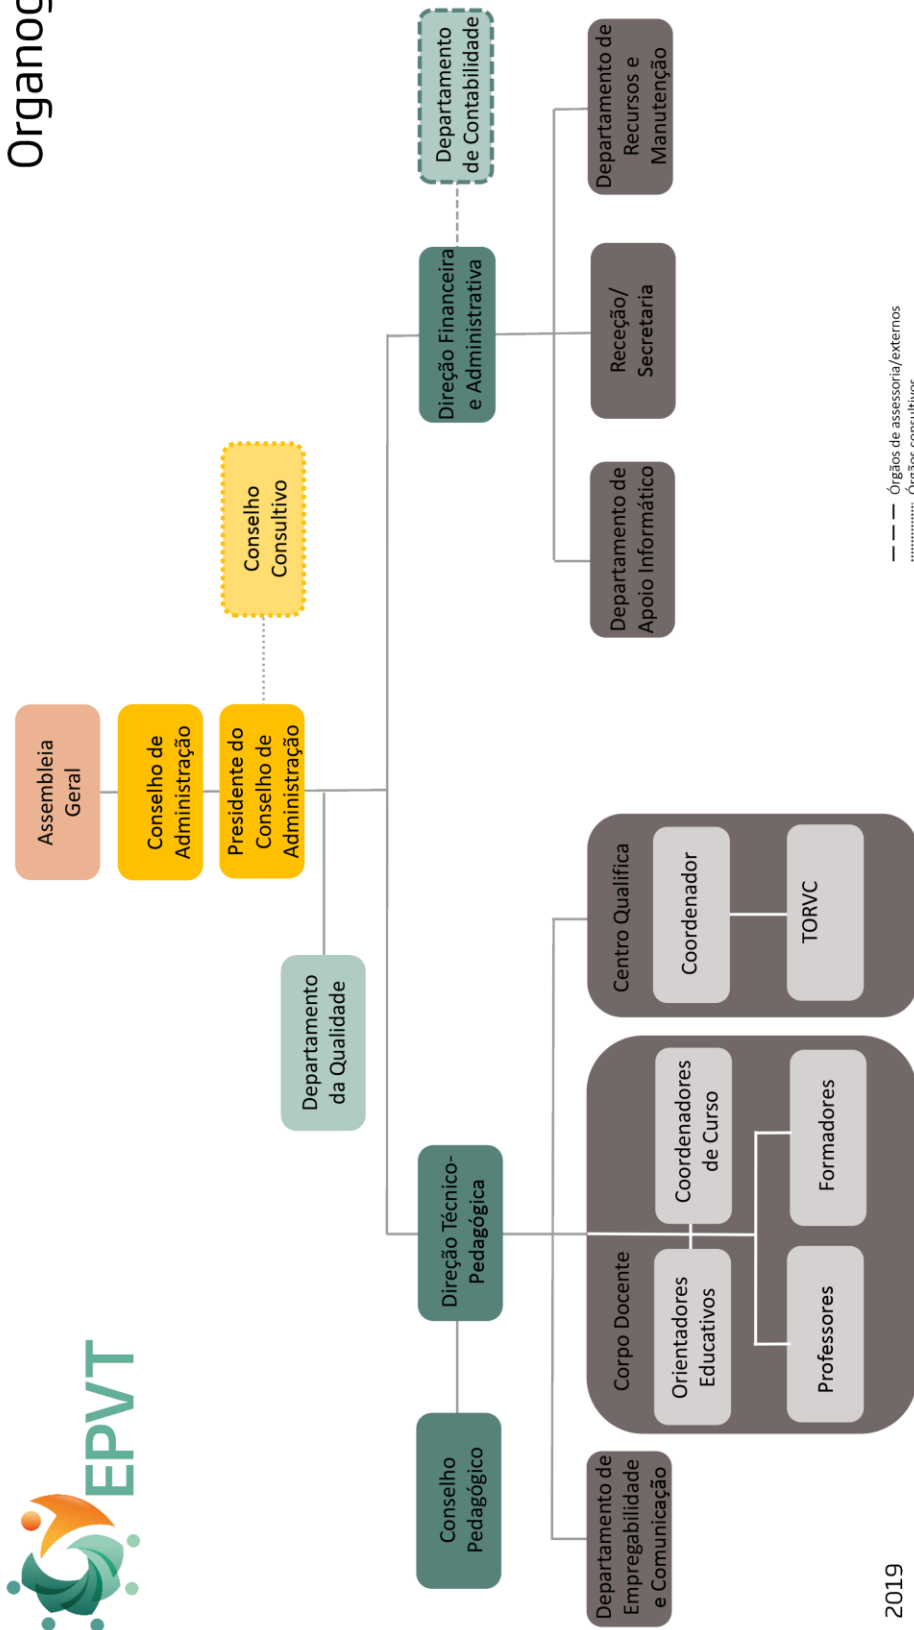 EPVT
Organog
Assembleia
Geral
Conselho de
Administração
Presidente do
Conselho de
Administração
Conselho
Consultivo
Departamento
da Qualidade
Conselho
Pedagógico
Direção Técnico-
Pedagógica
Direção Financeira
e Administrativa
Departamento
de Contabilidade
Departamento de
Empregabilidade
e Comunicação
Corpo Docente
Orientadores
Educativos
Coordenadores
de Curso
Professores
Formadores
Centro Qualifica
Coordenador
TORVC
Departamento de
Apoio Informático
Receção/
Secretaria
Departamento de
Recursos e
Manutenção
2019
Órgãos de assessoria/externos
Órgãos consultivos